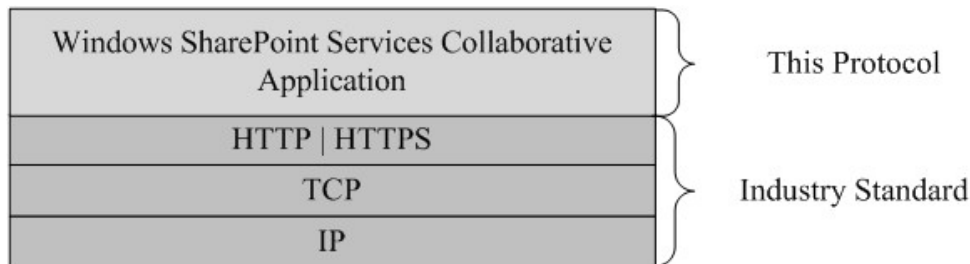 Windows SharePoint Services Collaborative
Application
This Protocol
HTTP | HTTPS
TCP
Industry Standard
IP